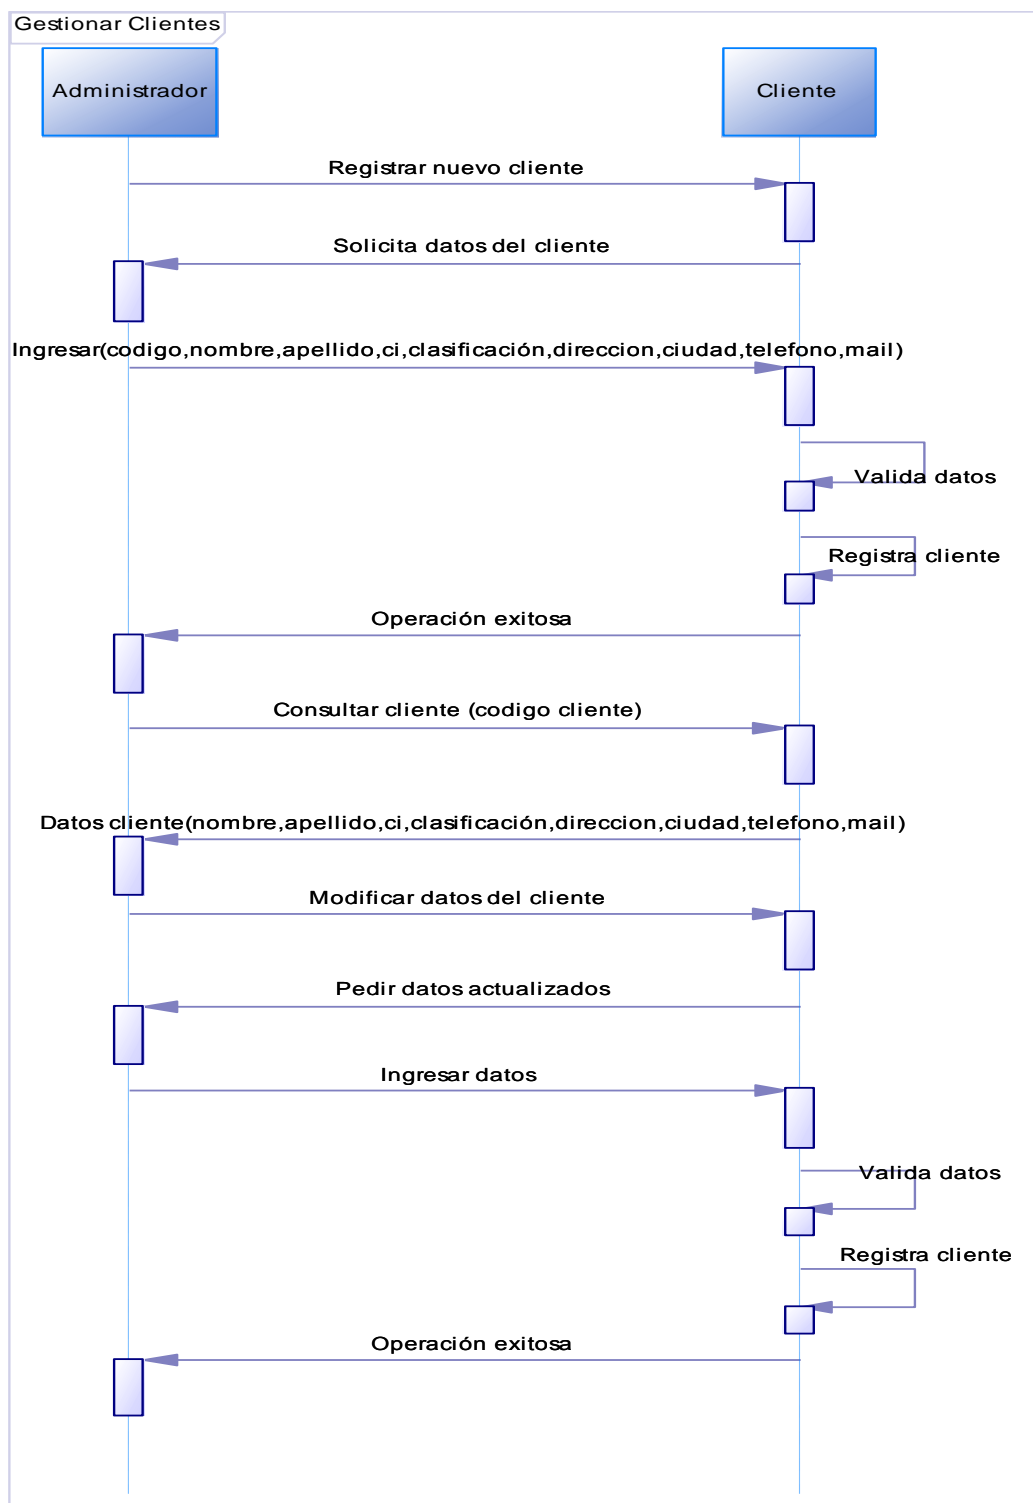 Gestionar Clientes
Administrador
Cliente
Registrar nuevo cliente
Solicita datos del cliente
Ingresar(codigo,nombre,apellido,ci,clasificación,direccion,ciudad,telefono,mail)
Valida datos
Registra cliente
Operación exitosa
Consultar cliente (codigo cliente)
Datos cliente(nombre,apellido,ci,clasificación,direccion,ciudad,telefono,mail)
Modificar datos del cliente
Pedir datos actualizados
Ingresar datos
Valida datos
Registra cliente
Operación exitosa